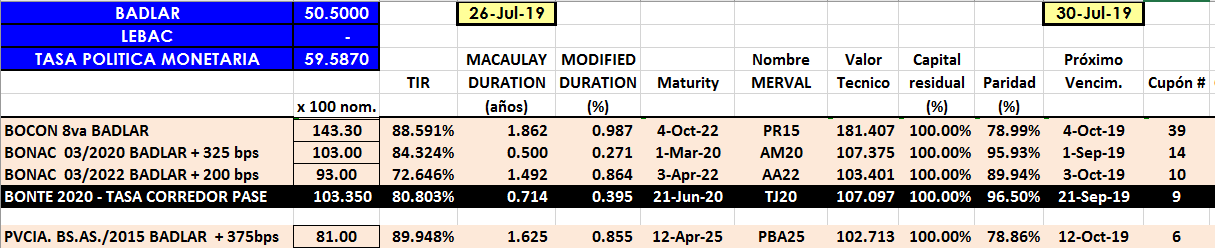 BADLAR 50.5000 26-Jul-19 30-Jul-19
LEBAC -
TASA POLITICA MONETARIA 59.5870
MACAULAY MODIFIED Nombre Valor Capital Próximo
TIR DURATION DURATION Maturity MERVAL Tecnico residual Paridad Vencim. Cupón #
x 100 nom. (años) (%) (%) (%)
BOCON 8va BADLAR 143.30 88.591% 1.862 0.987 4-Oct-22 PR15 181.407 100.00% 78.99% 4-Oct-19 39
BONAC 03/2020 BADLAR + 325 bps 103.00 84.324% 0.500 0.271 1-Mar-20 AM20 107.375 100.00% 95.93% 1-Sep-19 14
BONAC 03/2022 BADLAR + 200 bps 93.00 72.646% 1.492 0.864 3-Apr-22 AA22 103.401 100.00% 89.94% 3-Oct-19 10
BONTE 2020 - TASA CORREDOR PASE 103.350 80.803% 0.714 0.395 21-Jun-20 TJ20 107.097 100.00% 96.50% 21-Sep-19 9
PVCIA. BS.AS./2015 BADLAR + 375bps 81.00 89.948% 1.625 0.855 12-Apr-25 PBA25 102.713 100.00% 78.86% 12-Oct-19 6